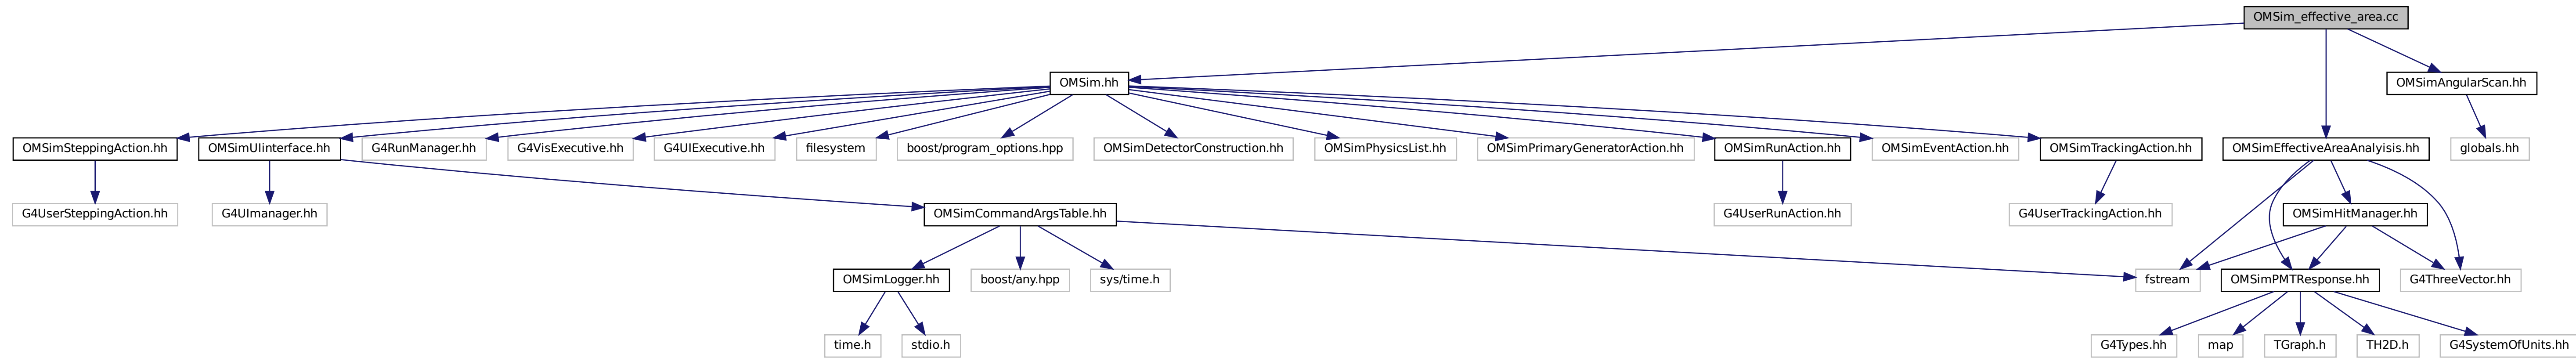 OMSim_effective_area.cc
OMSim.hh
OMSimAngularScan.hh
OMSimSteppingAction.hh
OMSimUIinterface.hh
G4RunManager.hh
G4VisExecutive.hh
G4UIExecutive.hh
filesystem
boost/program_options.hpp
OMSimDetectorConstruction.hh
OMSimPhysicsList.hh
OMSimPrimaryGeneratorAction.hh
OMSimRunAction.hh
OMSimEventAction.hh
OMSimTrackingAction.hh
OMSimEffectiveAreaAnalyisis.hh
globals.hh
G4UserSteppingAction.hh
G4UImanager.hh
OMSimCommandArgsTable.hh
G4UserRunAction.hh
G4UserTrackingAction.hh
OMSimHitManager.hh
OMSimLogger.hh
boost/any.hpp
sys/time.h
fstream
OMSimPMTResponse.hh
G4ThreeVector.hh
time.h
stdio.h
G4Types.hh
map
TGraph.h
TH2D.h
G4SystemOfUnits.hh